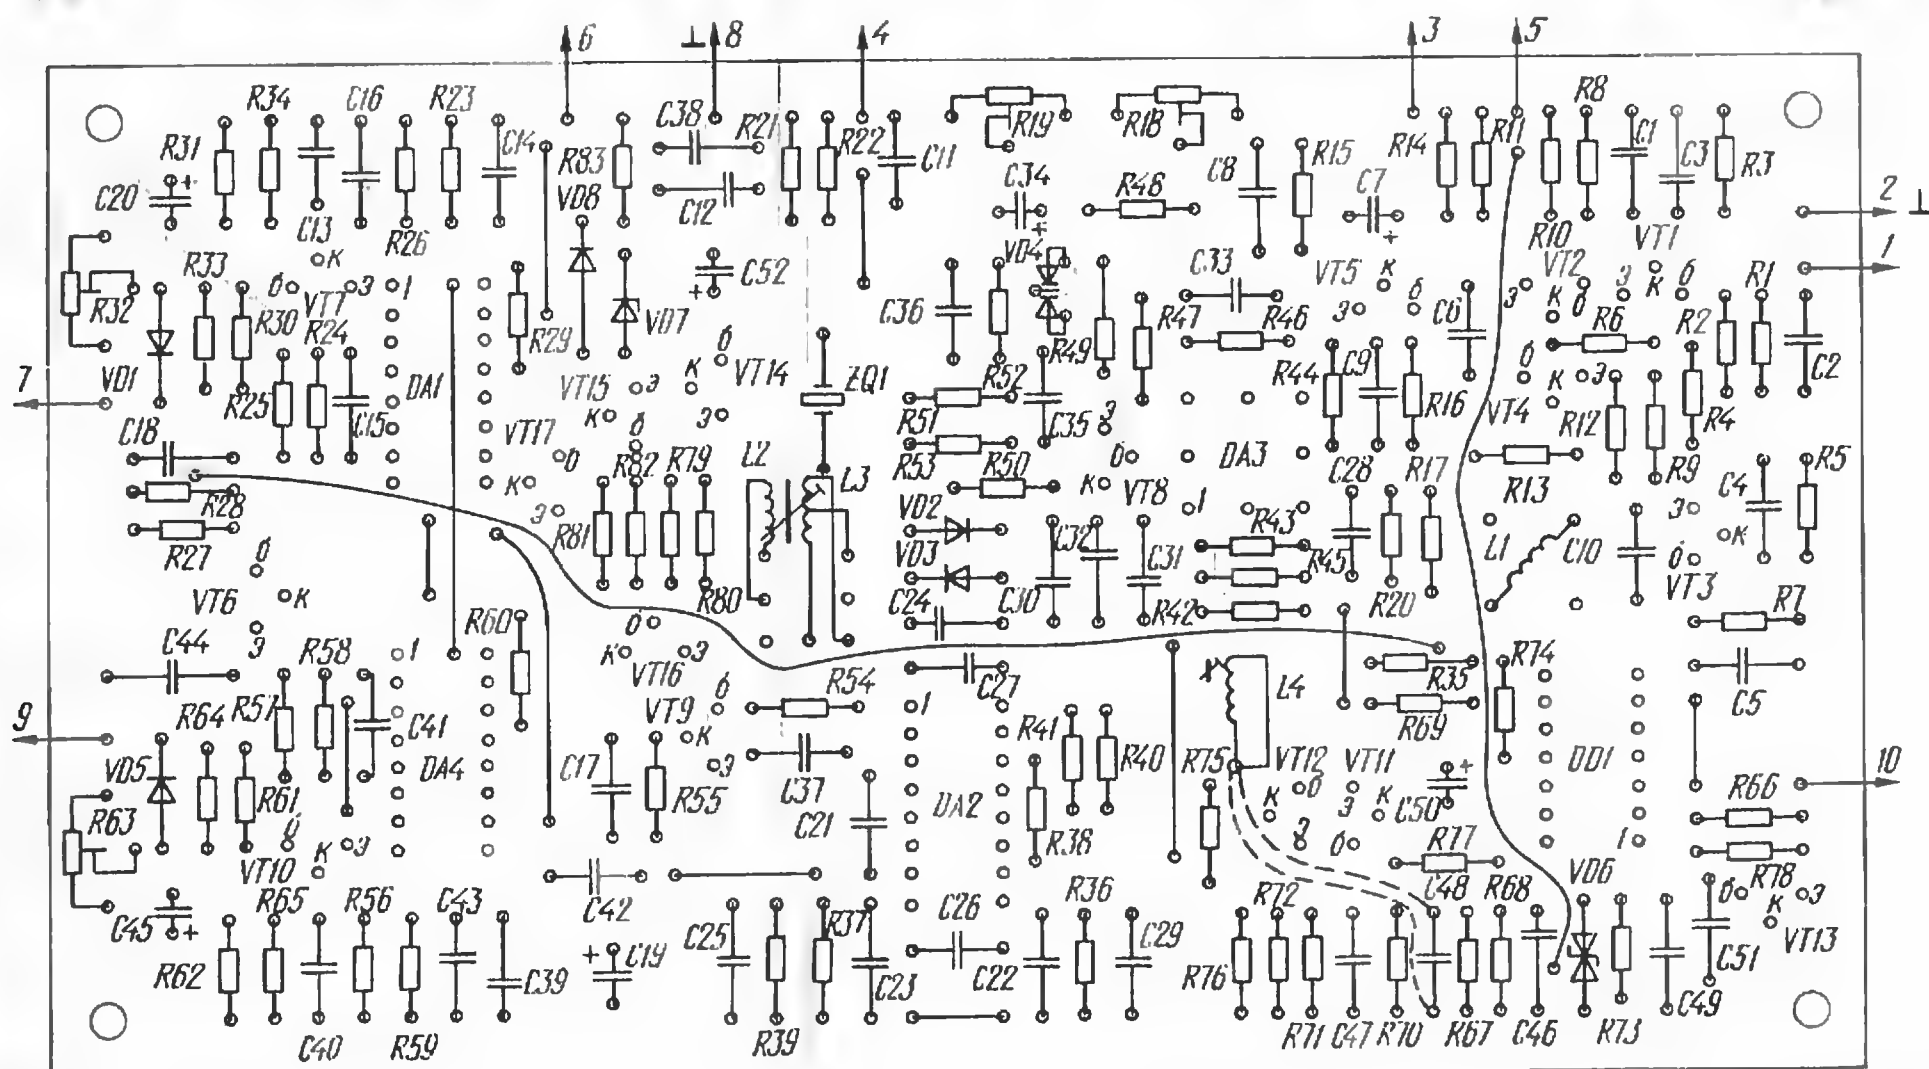 6 ⊥ 8 4 3 5
R34 C16 R23 C38 R21 R19 R18 R8
R31 C14 R83 R22 C11 R14 R11 C1 C3 R3
C20 VD8 C12 C34 R48 C8 R15 C7 2 ⊥
C13 К R26 R10 VT1 1
R33 б VT7 Э 1 C52 VD4 C33 VT5 К Э б VT2 К б Э К б R1
R32 R30 R24 R29 VD7 C36 R47 R46 C6 R6 R2
7 VD1 R25 C15 DA1 VT15 Э К б VT14 К Э ZQ1 R52 R49 R44 C9 R16 VT4 б К Э R12 R4 C2
C18 VT17 б R82 R79 L2 R51 C35 Э DA3 R9 R5
R28 К Э R81 L3 R53 R50 б К VT8 1 C28 R17 R13 C4
R27 VD2 C32 R43 L1 C10 Э К
VT6 б К R80 VD3 C31 R45 б VT3
Э R60 C24 C30 R42 R20 R7
C44 R58 1 б К Э VT16 R54 C27 L4 R35 R74 C5
9 R64 R57 C41 VT9 б К Э 1 R41 R69
VD5 R61 DA4 C17 R55 C37 R40 R75 VT12 б К Э VT11 Э К б C50 DD1 R66 10
R63 б К Э C21 DA2 R38 R77 1
VT10 R78
R65 R56 C43 C42 C26 R36 R72 C48 R68 VD6 б К Э
C45 C25 R37 C29 VT13
R62 C39 C19 C23 C22 R76 C51
C40 R59 R39 R71 C47 R70 R67 C46 R73 C49